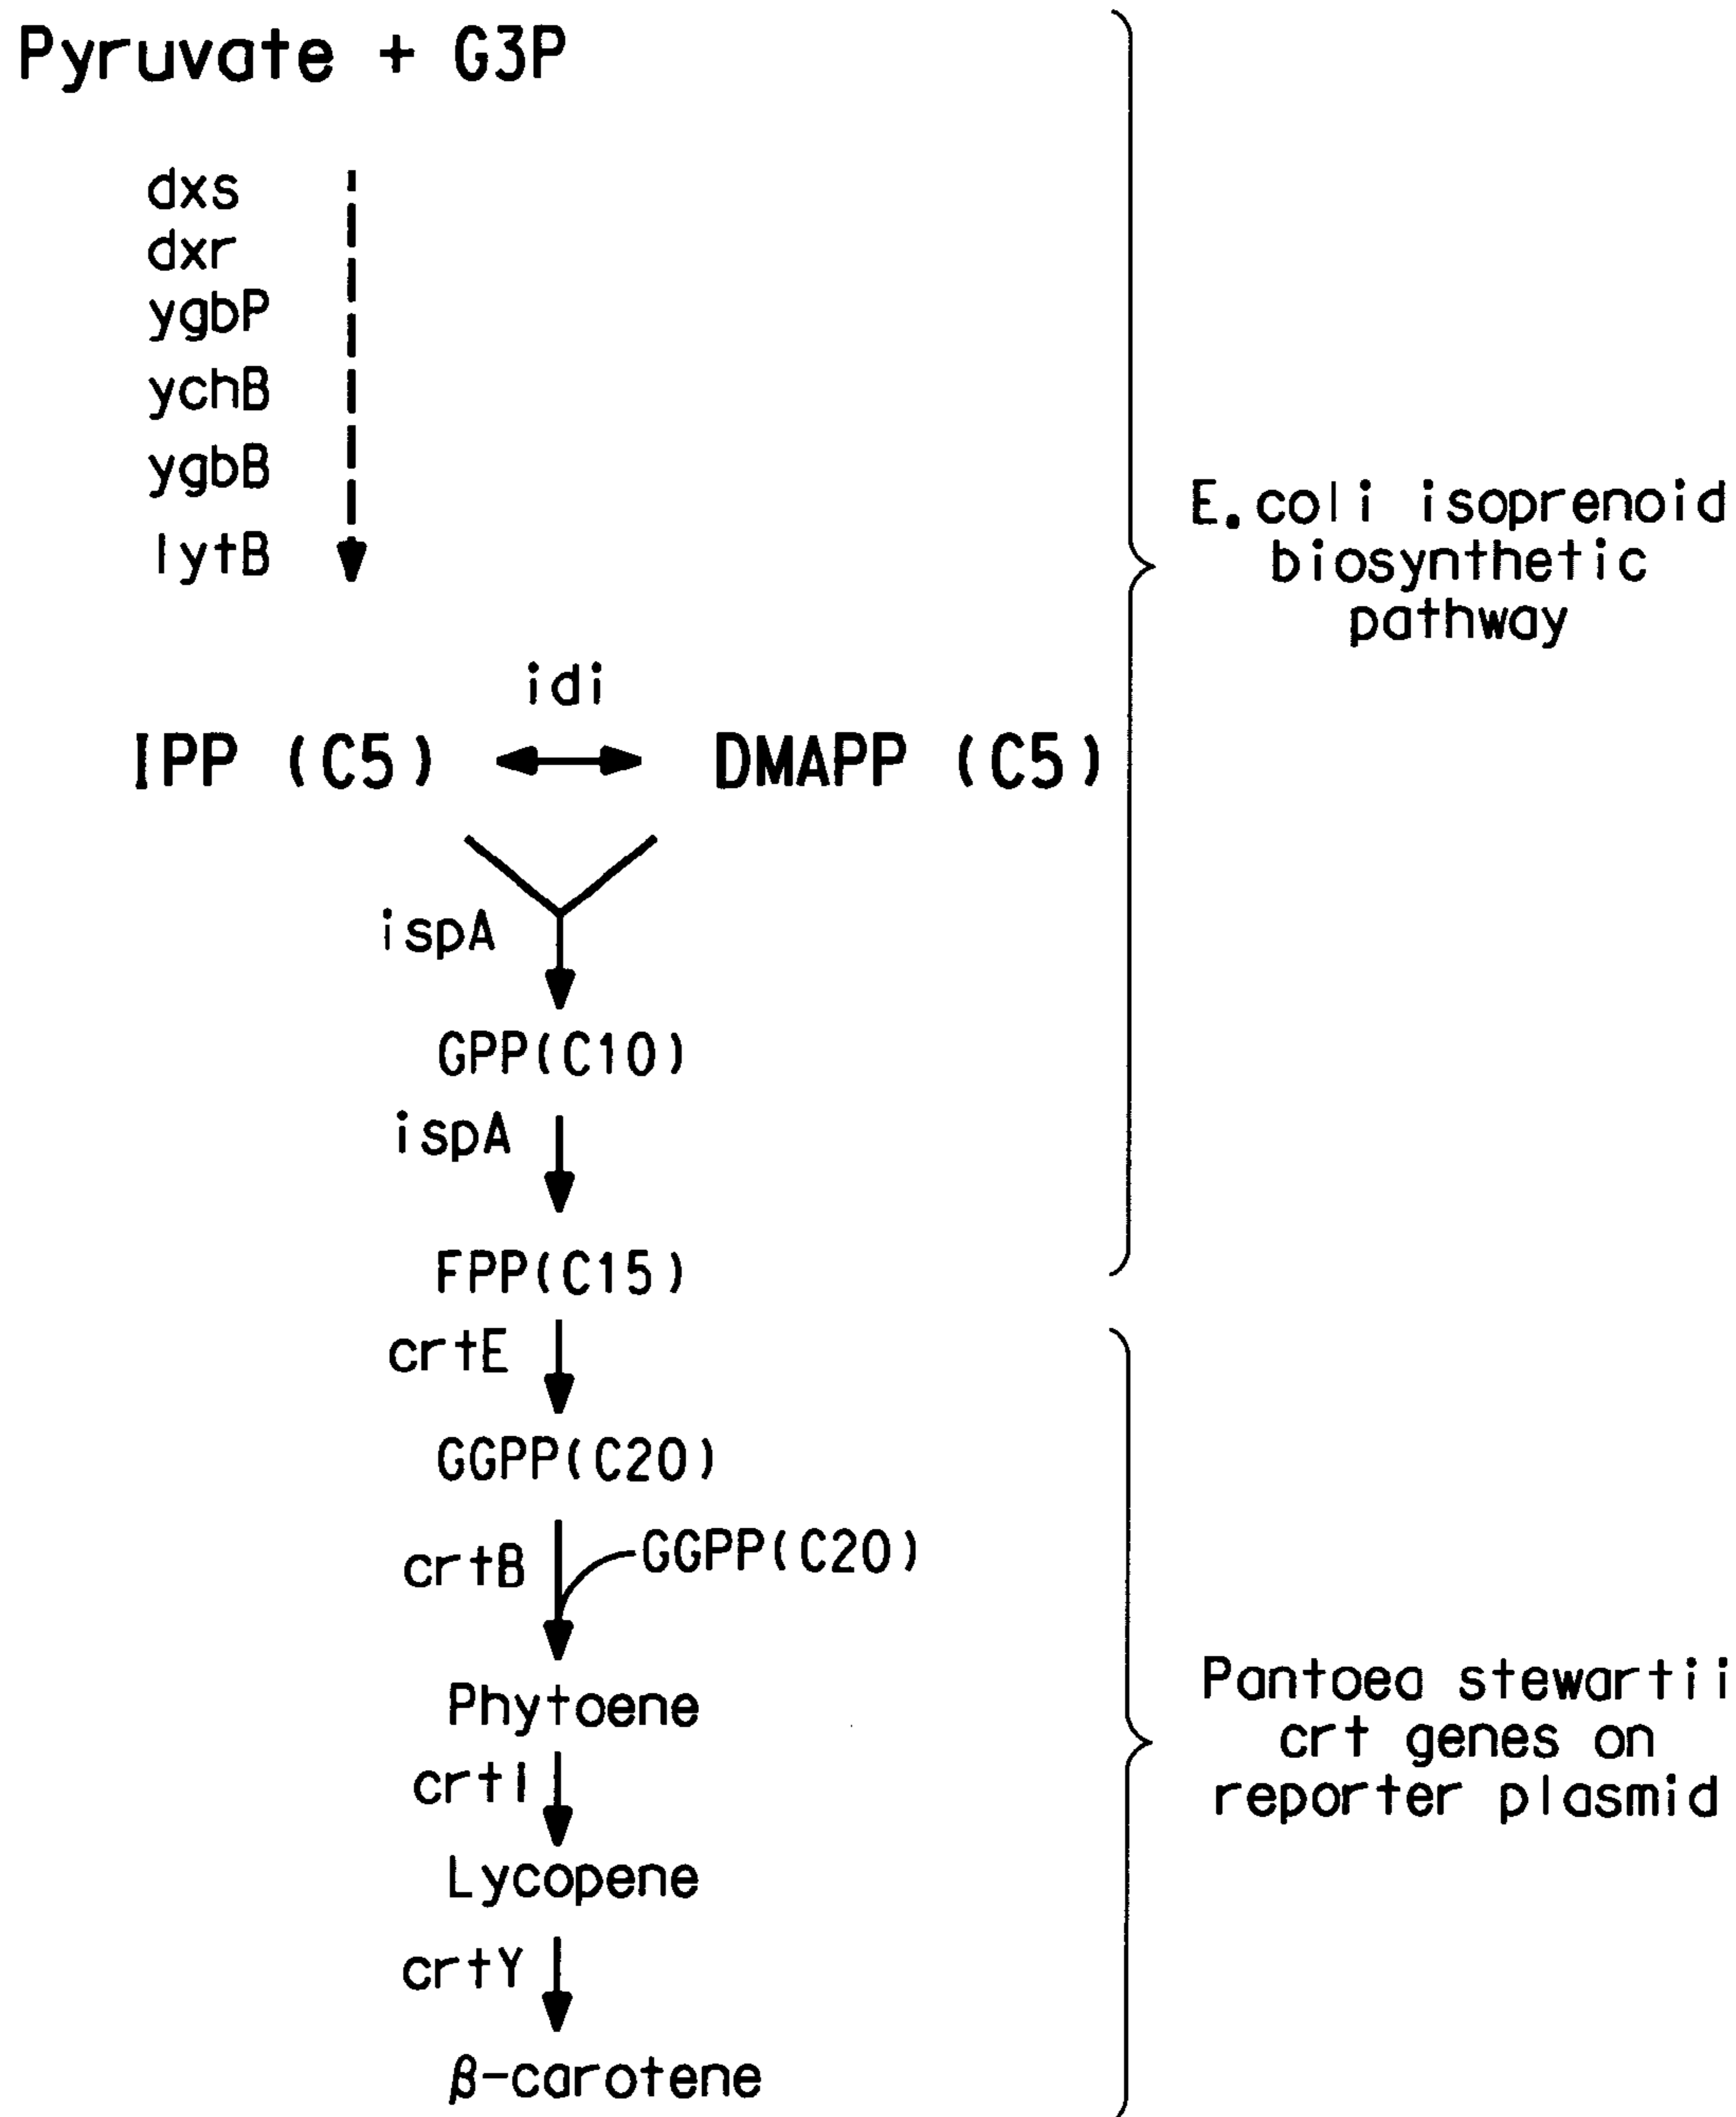 Pyruvate + G3P
dxs
dxr
ygbP
ychB
ygbB
lytB
E.coli isoprenoid
biosynthetic
pathway
idi
IPP (C5)
DMAPP (C5)
ispA
GPP(C10)
ispA
FPP(C15)
crtE
GGPP(C20)
crtB
GGPP(C20)
Phytoene
crtI
Lycopene
crtY
β-carotene
Pantoea stewartii
crt genes on
reporter plasmid